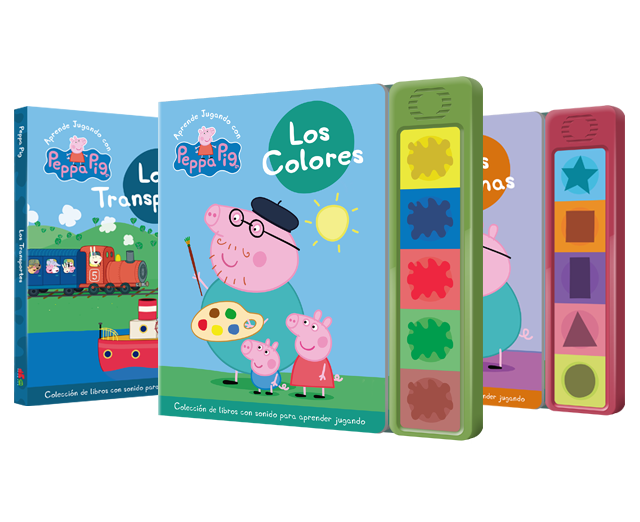 Peppa Pig
Los Transportes
Aprende Jugando con
Peppa Pig
Lo
Transp
5
Colección de libros con sonido para
Aprende Jugando con
Peppa Pig
Los
Colores
Colección de libros con sonido para aprender jugando
s
nas
nder jugando